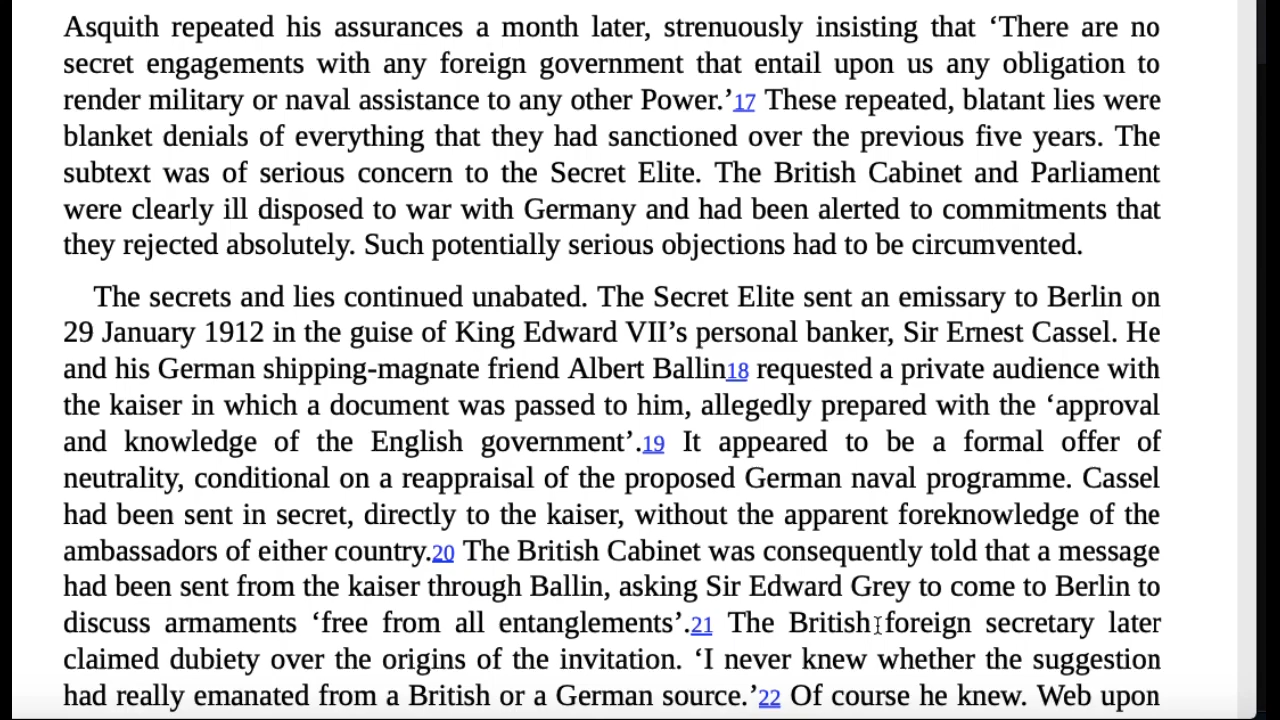 Asquith repeated his assurances a month later, strenuously insisting that ‘There are no
secret engagements with any foreign government that entail upon us any obligation to
render military or naval assistance to any other Power.’17 These repeated, blatant lies were
blanket denials of everything that they had sanctioned over the previous five years. The
subtext was of serious concern to the Secret Elite. The British Cabinet and Parliament
were clearly ill disposed to war with Germany and had been alerted to commitments that
they rejected absolutely. Such potentially serious objections had to be circumvented.
The secrets and lies continued unabated. The Secret Elite sent an emissary to Berlin on
29 January 1912 in the guise of King Edward VII’s personal banker, Sir Ernest Cassel. He
and his German shipping-magnate friend Albert Ballin18 requested a private audience with
the kaiser in which a document was passed to him, allegedly prepared with the ‘approval
and knowledge of the English government’.19 It appeared to be a formal offer of
neutrality, conditional on a reappraisal of the proposed German naval programme. Cassel
had been sent in secret, directly to the kaiser, without the apparent foreknowledge of the
ambassadors of either country.20 The British Cabinet was consequently told that a message
had been sent from the kaiser through Ballin, asking Sir Edward Grey to come to Berlin to
discuss armaments ‘free from all entanglements’.21 The British foreign secretary later
claimed dubiety over the origins of the invitation. ‘I never knew whether the suggestion
had really emanated from a British or a German source.’22 Of course he knew. Web upon